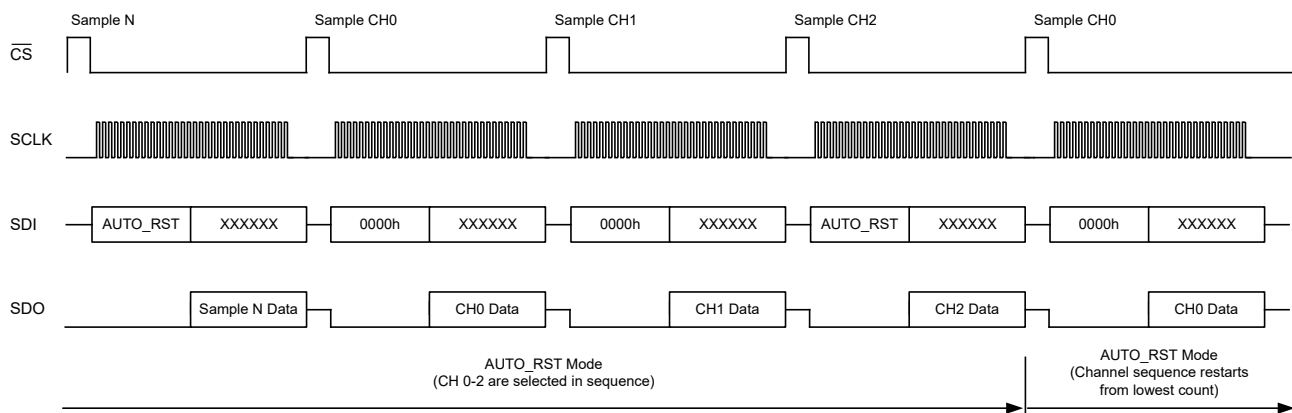 Sample N Sample CH0 Sample CH1 Sample CH2 Sample CH0
CS
SCLK
SDI AUTO_RST XXXXXX 0000h XXXXXX 0000h XXXXXX AUTO_RST XXXXXX 0000h XXXXXX
SDO Sample N Data CH0 Data CH1 Data CH2 Data CH0 Data
AUTO_RST Mode
(CH 0-2 are selected in sequence)
AUTO_RST Mode
(Channel sequence restarts
from lowest count)